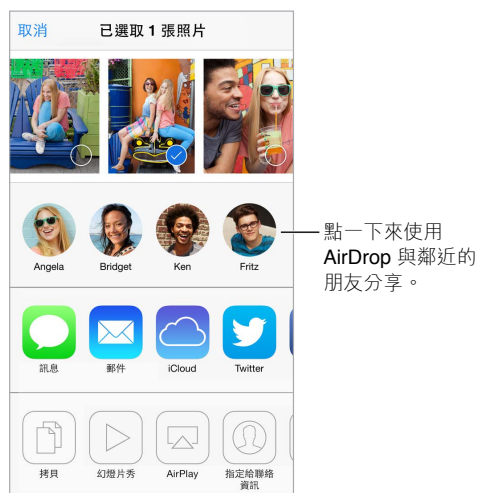 取消 已選取 1 張照片
Angela Bridget Ken Fritz
點一下來使用
AirDrop 與鄰近的
朋友分享。
訊息 郵件 iCloud Twitter
拷貝 幻燈片秀 AirPlay 指定給聯絡
資訊